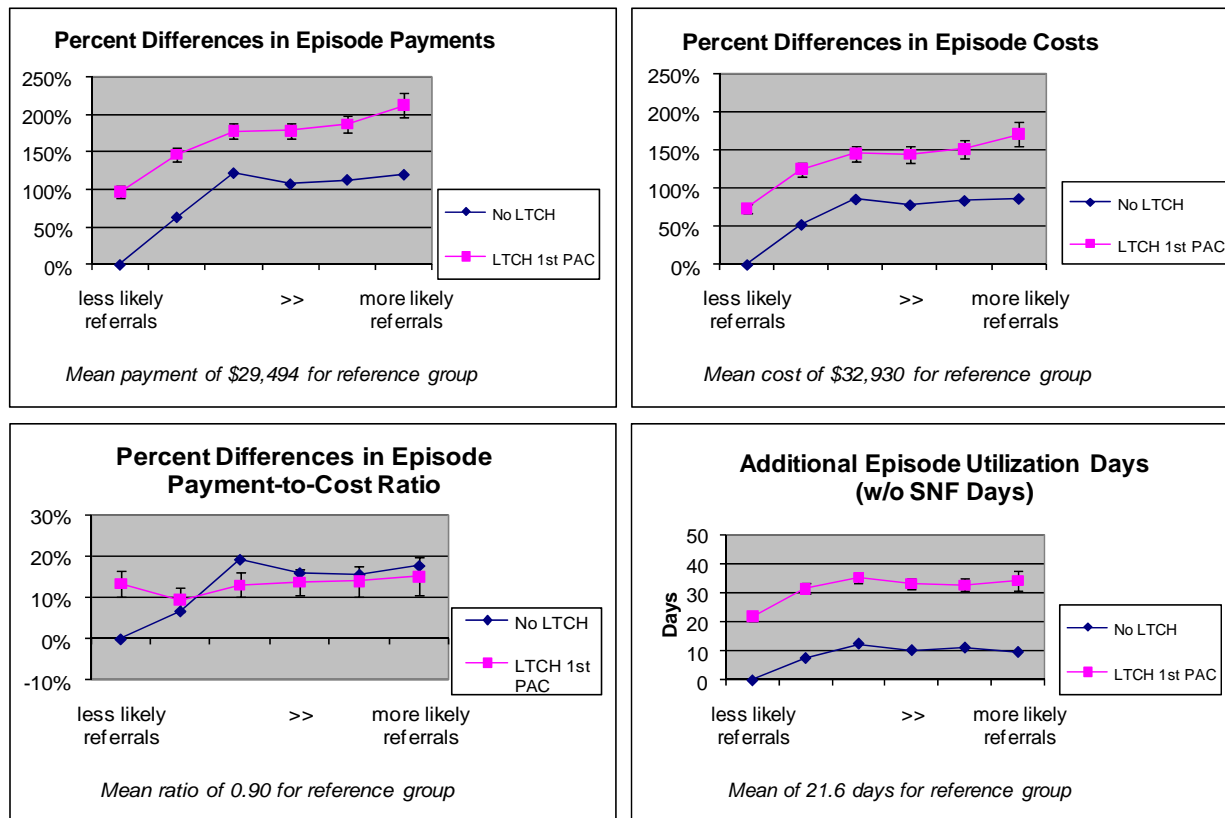 Percent Differences in Episode Payments
250%
200%
150%
100%
50%
0%
No LTCH
LTCH 1st PAC
less likely >> more likely
referrals referrals
Mean payment of $29,494 for reference group
Percent Differences in Episode Costs
250%
200%
150%
100%
50%
0%
No LTCH
LTCH 1st PAC
less likely >> more likely
referrals referrals
Mean cost of $32,930 for reference group
Percent Differences in Episode
Payment-to-Cost Ratio
30%
20%
10%
0%
-10%
No LTCH
LTCH 1st
PAC
less likely >> more likely
referrals referrals
Mean ratio of 0.90 for reference group
Additional Episode Utilization Days
(w/o SNF Days)
Days
50
40
30
20
10
0
No LTCH
LTCH 1st PAC
less likely >> more likely
referrals referrals
Mean of 21.6 days for reference group